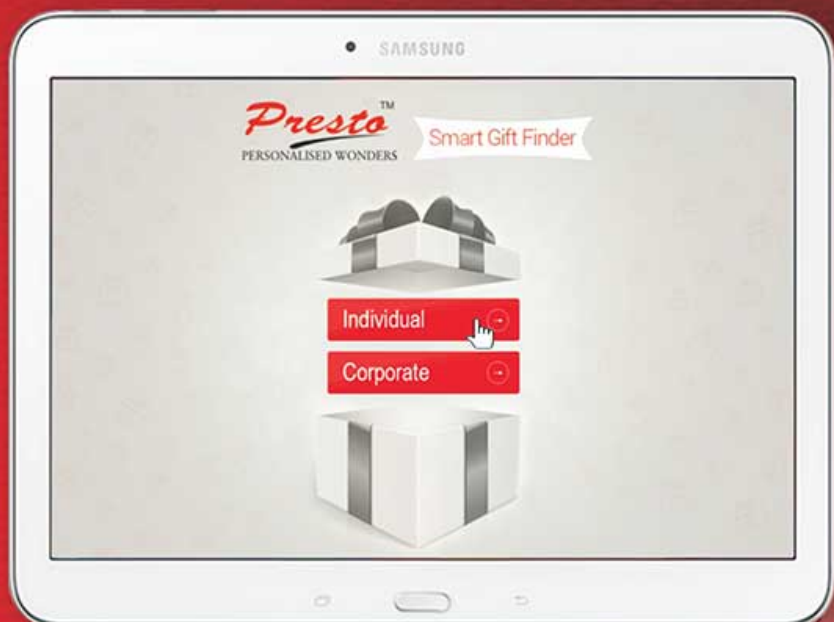 SAMSUNG
Presto™
PERSONALISED WONDERS
Smart Gift Finder
Individual
Corporate